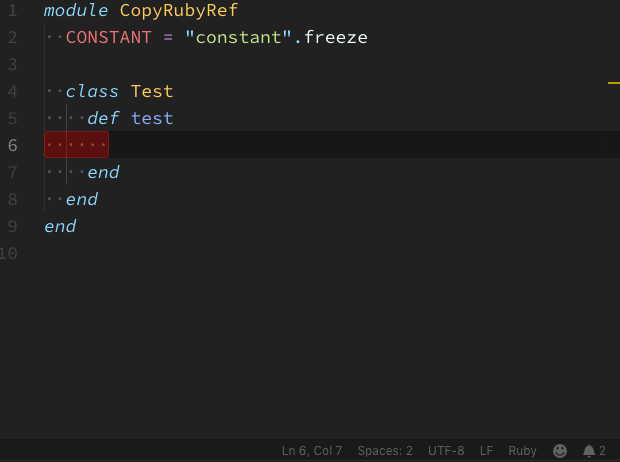 1 module CopyRubyRef
2 CONSTANT = "constant".freeze
3
4 class Test
5 def test
6
7 end
8 end
9 end
10
Ln 6, Col 7 Spaces: 2 UTF-8 LF Ruby 2